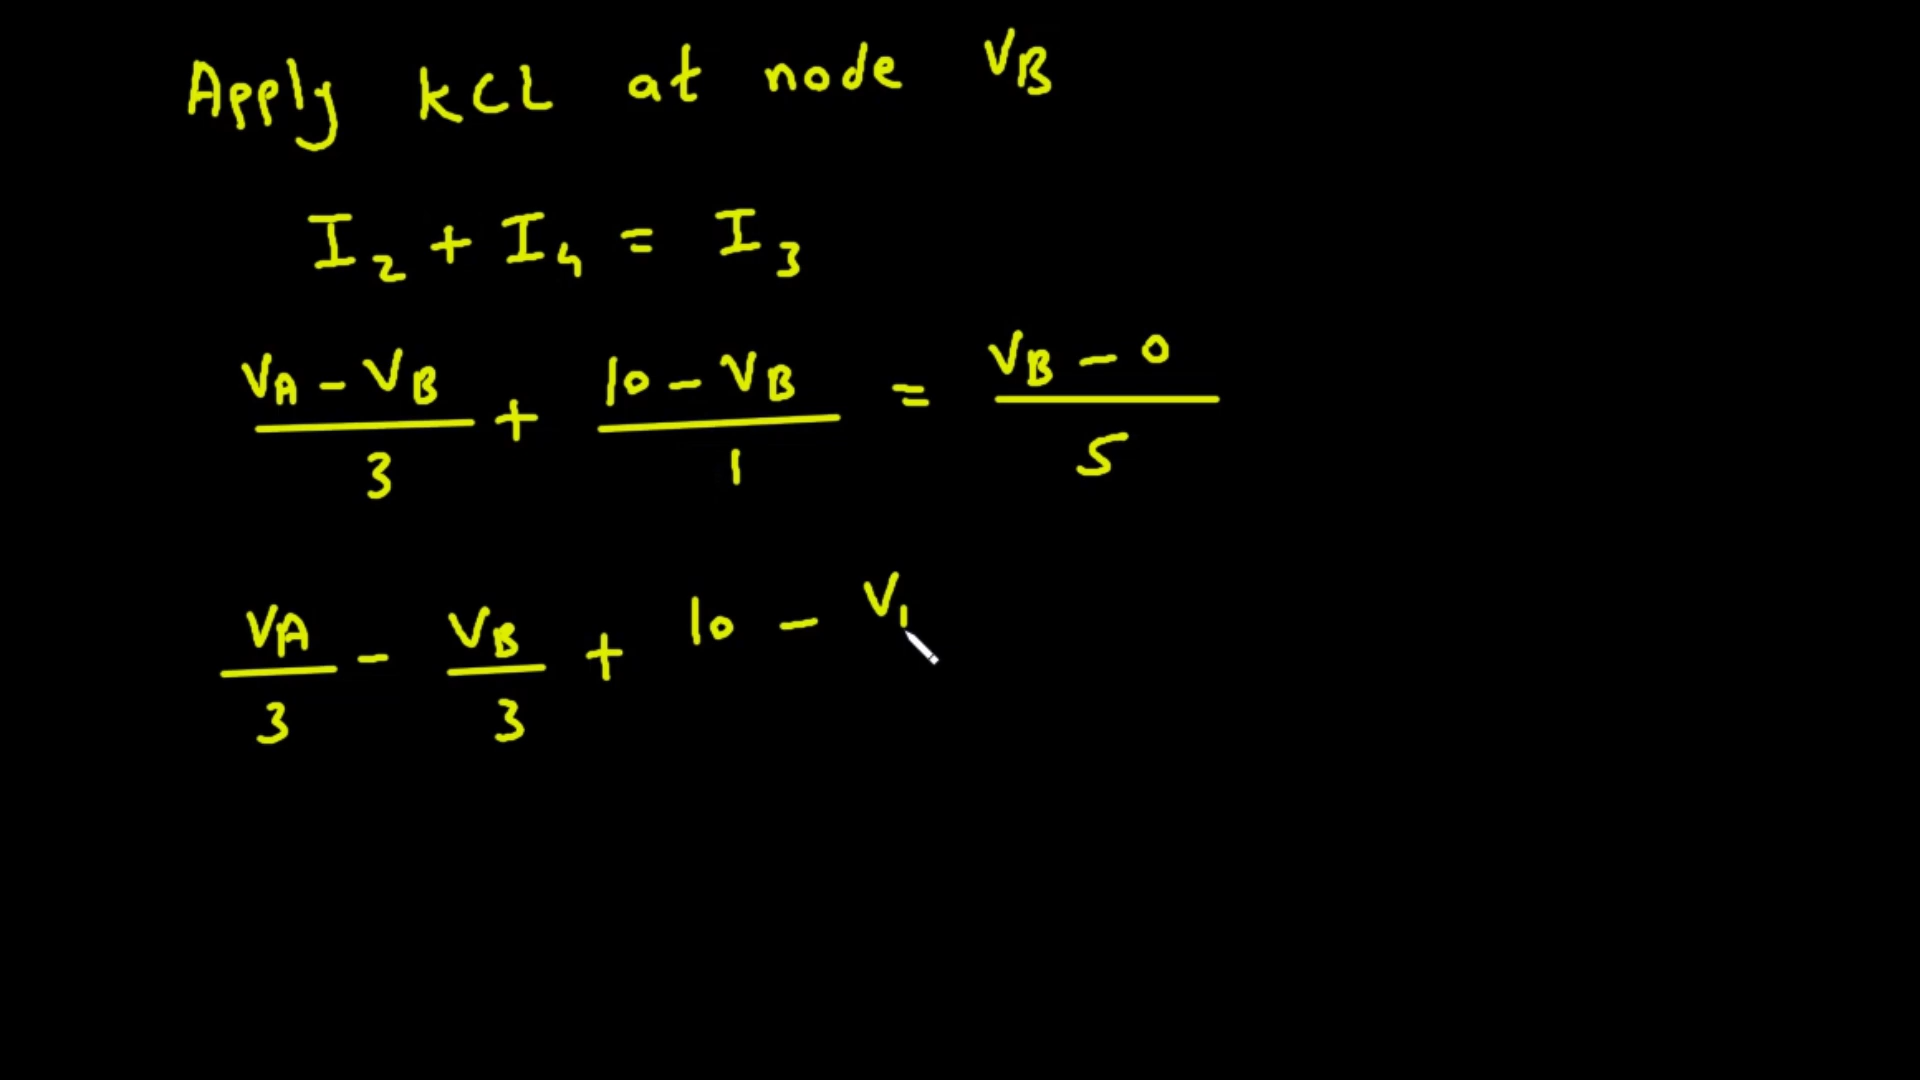 Apply KCL at node VB
I2 + I4 = I3
VA - VB / 3 + 10 - VB / 1 = VB - 0 / 5
VA / 3 - VB / 3 + 10 - V